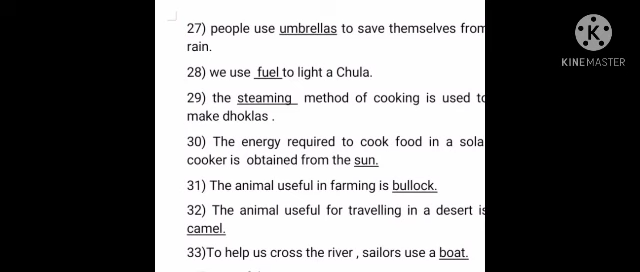 27) people use umbrellas to save themselves from
rain.
28) we use fuel to light a Chula.
29) the steaming method of cooking is used to
make dhoklas .
30) The energy required to cook food in a sola
cooker is obtained from the sun.
31) The animal useful in farming is bullock.
32) The animal useful for travelling in a desert is
camel.
33)To help us cross the river , sailors use a boat.
K
KINEMASTER